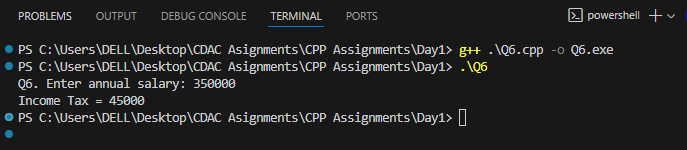 PROBLEMS OUTPUT DEBUG CONSOLE TERMINAL PORTS powershell
PS C:\Users\DELL\Desktop\CDAC Asignments\CPP Assignments\Day1> g++ .\Q6.cpp -o Q6.exe
PS C:\Users\DELL\Desktop\CDAC Asignments\CPP Assignments\Day1> .\Q6
Q6. Enter annual salary: 350000
Income Tax = 45000
PS C:\Users\DELL\Desktop\CDAC Asignments\CPP Assignments\Day1>